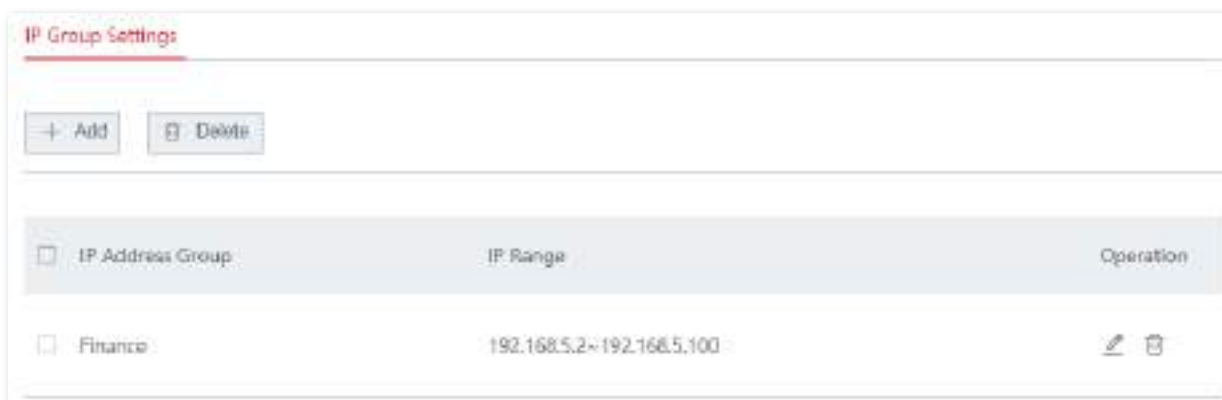 IP Group Settings
Add Delete
IP Address Group IP Range Operation
Finance 192.168.5.2~192.168.5.100